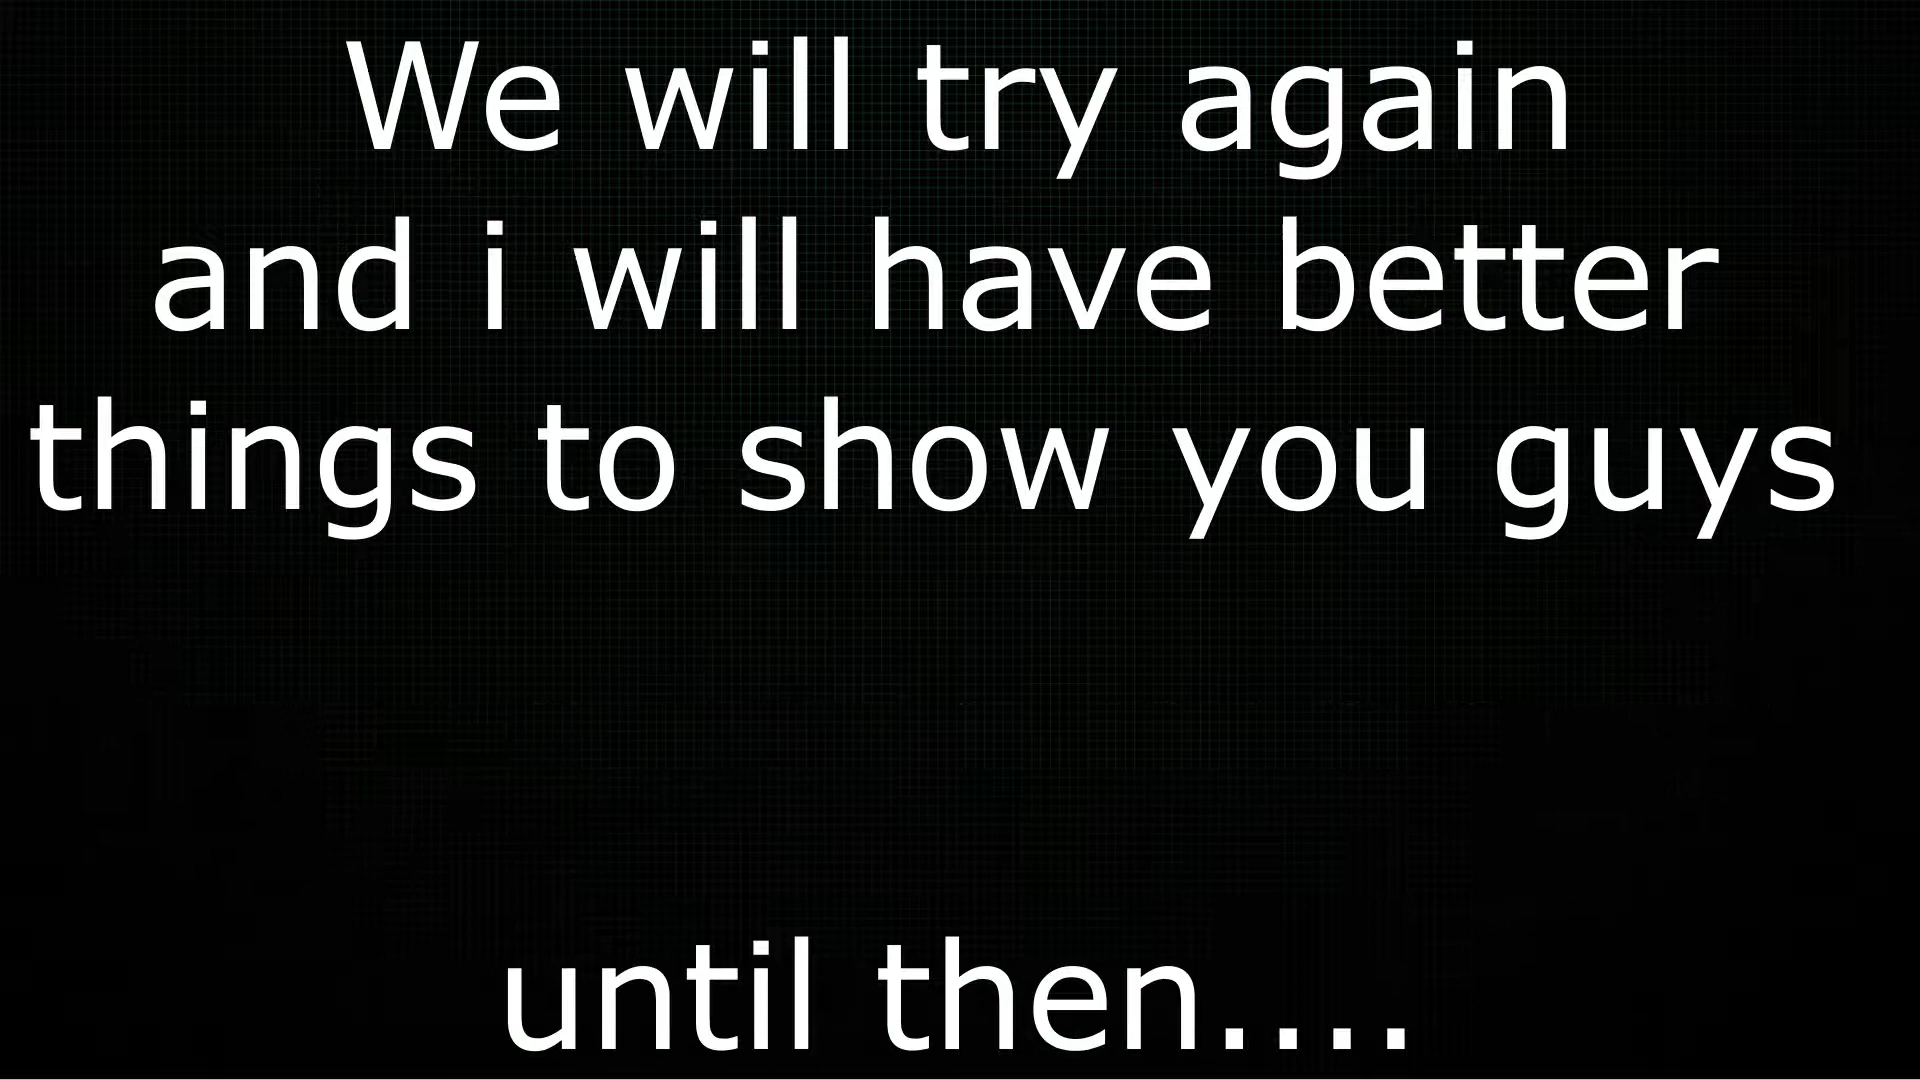 We will try again
and i will have better
things to show you guys
until then....